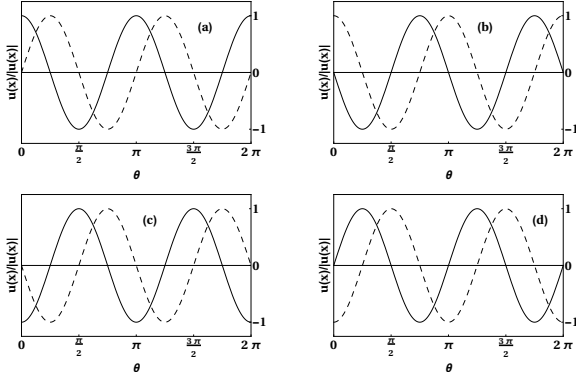 (a)
u(x)/|u(x)|
1
0
−1
0 π/2 π 3π/2 2π
θ
(b)
u(x)/|u(x)|
1
0
−1
0 π/2 π 3π/2 2π
θ
(c)
u(x)/|u(x)|
1
0
−1
0 π/2 π 3π/2 2π
θ
(d)
u(x)/|u(x)|
1
0
−1
0 π/2 π 3π/2 2π
θ